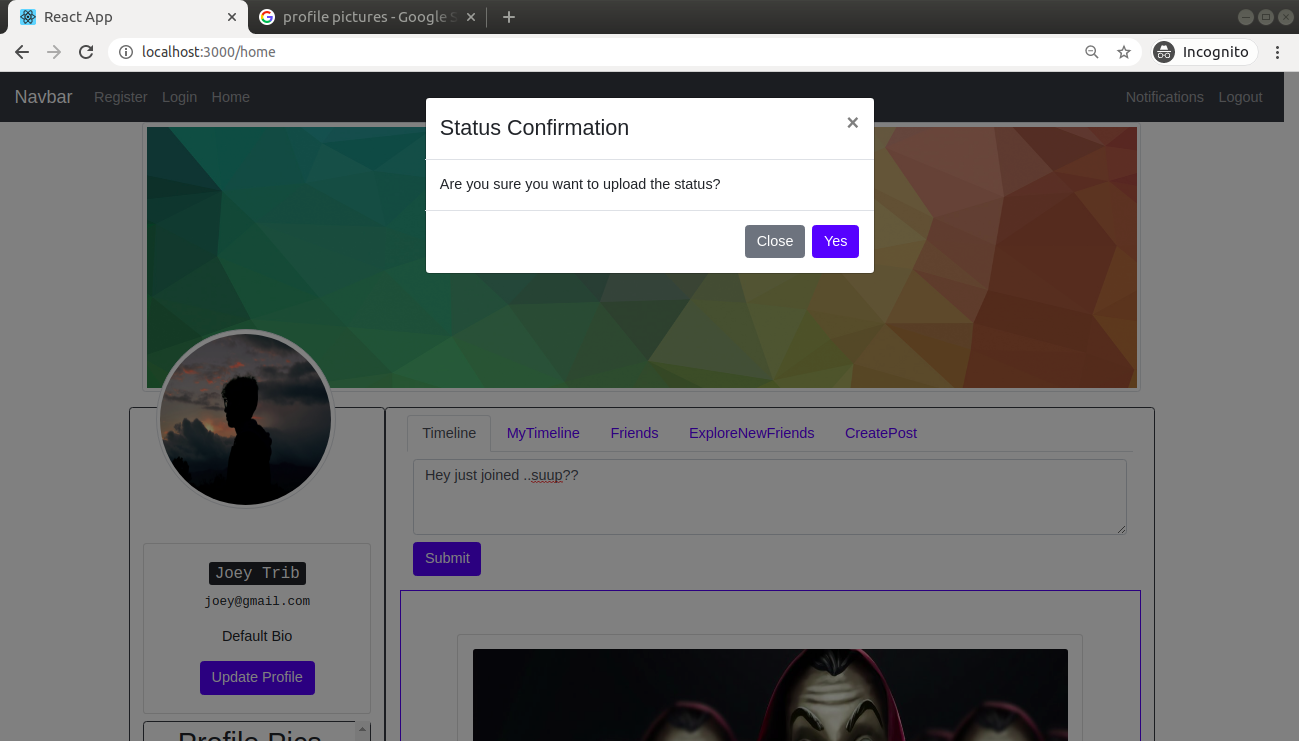 React App
profile pictures - Google S
localhost:3000/home
Incognito
Navbar Register Login Home Notifications Logout
Status Confirmation
Are you sure you want to upload the status?
Close Yes
Timeline MyTimeline Friends ExploreNewFriends CreatePost
Hey just joined ..suup??
Submit
Joey Trib
joey@gmail.com
Default Bio
Update Profile
Profile Pics